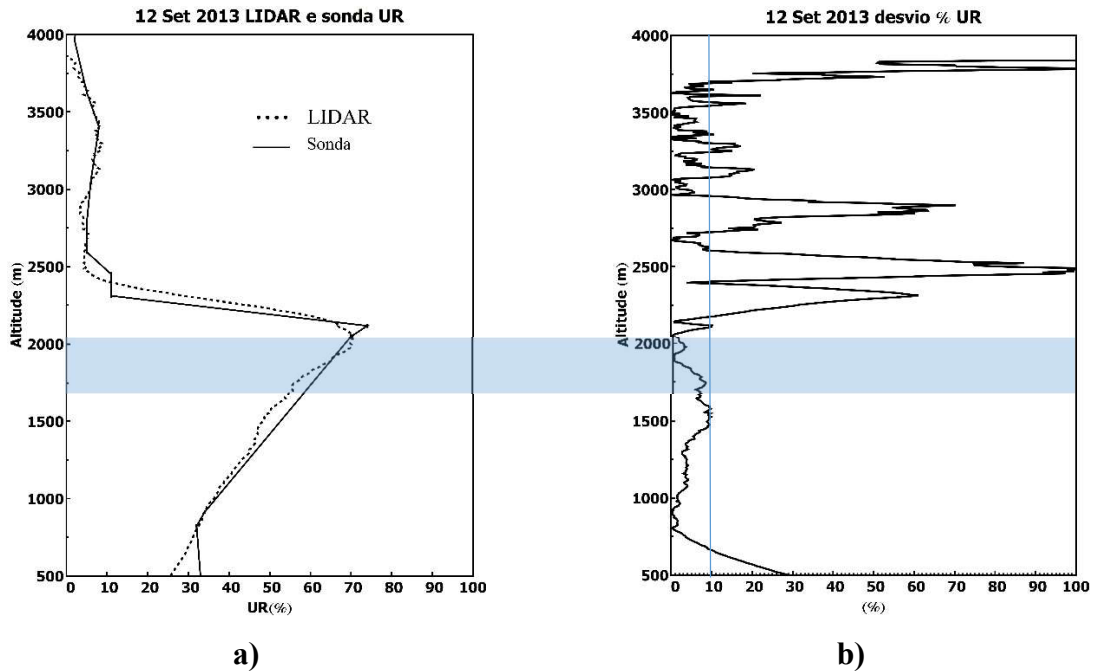 12 Set 2013 LIDAR e sonda UR
4000
3500
3000
2500
2000
1500
1000
500
Altitude (m)
LIDAR
Sonda
0 10 20 30 40 50 60 70 80 90 100
UR(%)
a)
12 Set 2013 desvio % UR
4000
3500
3000
2500
2000
1500
1000
500
Altitude (m)
0 10 20 30 40 50 60 70 80 90 100
(%)
b)